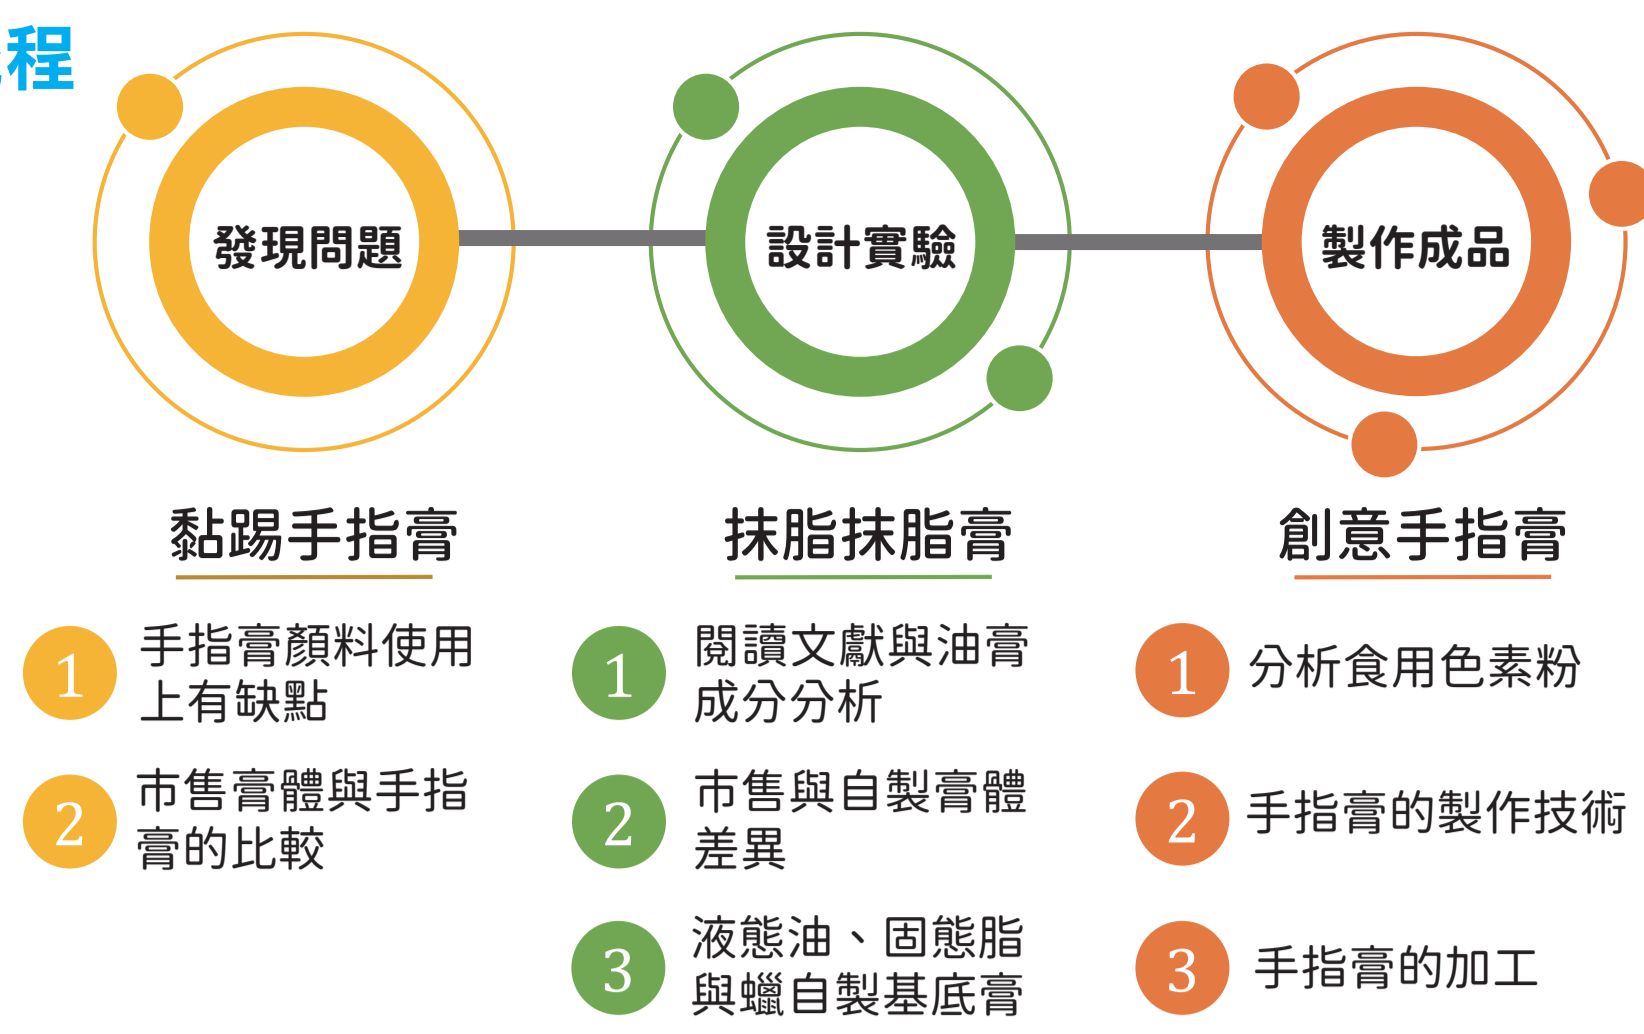 程
發現問題
設計實驗
製作成品
黏踢手指膏
1
手指膏顏料使用
上有缺點
2
市售膏體與手指
膏的比較
抹脂抹脂膏
1
閱讀文獻與油膏
成分分析
2
市售與自製膏體
差異
3
液態油、固態脂
與蠟自製基底膏
創意手指膏
1
分析食用色素粉
2
手指膏的製作技術
3
手指膏的加工